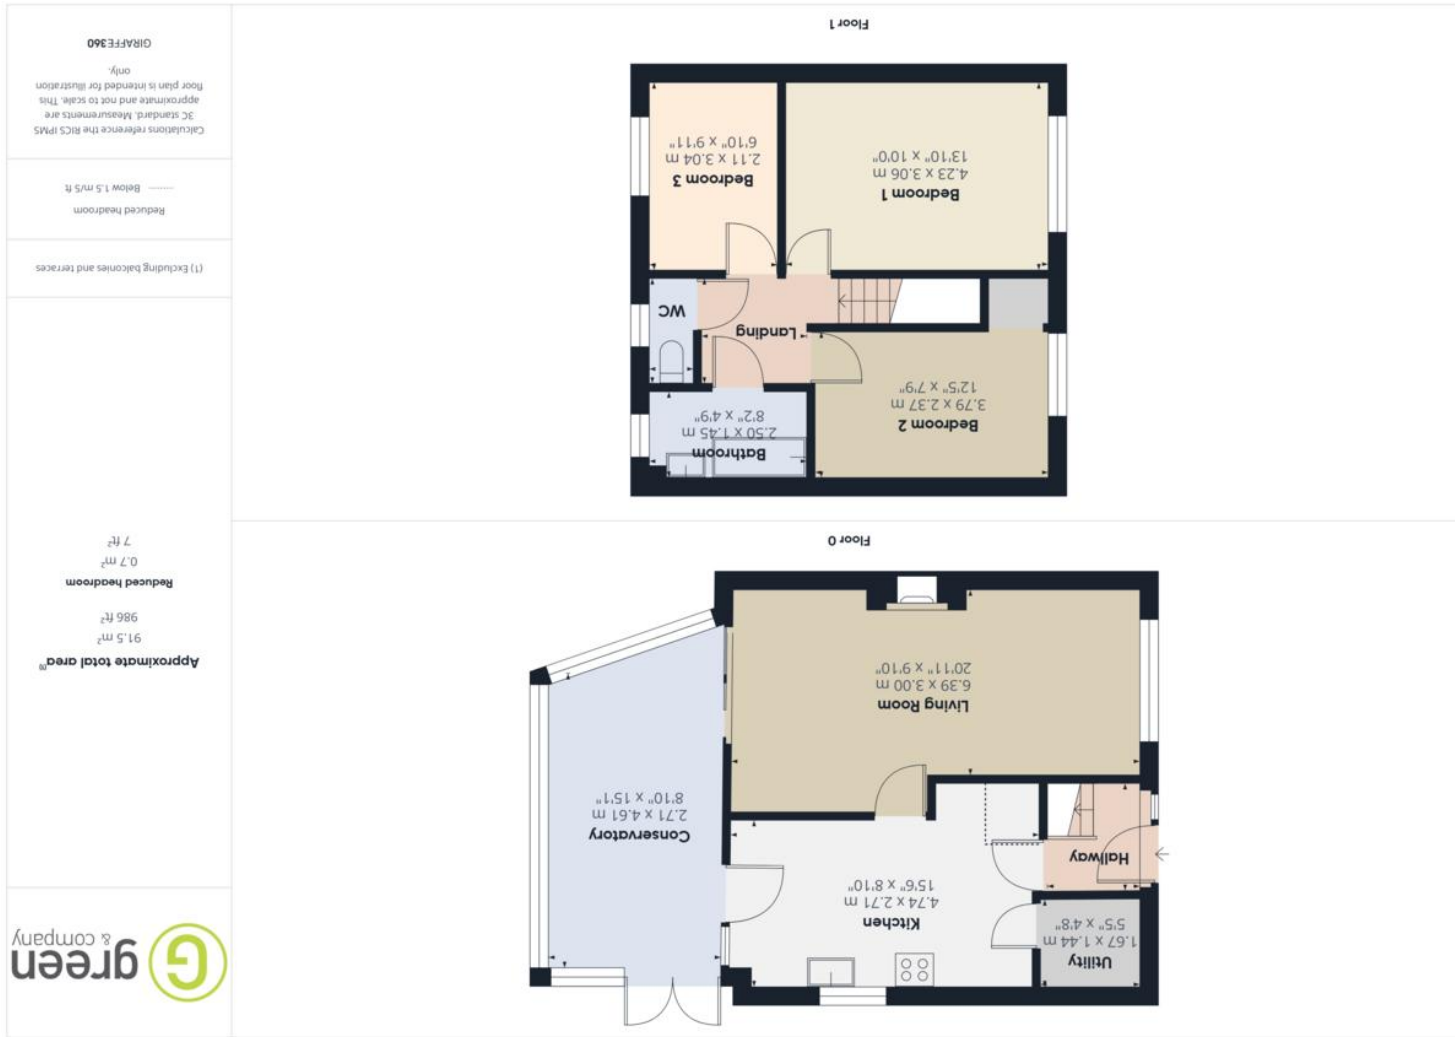 Utility
1.67 x 1.44 m
5'5" x 4'8"
Kitchen
4.74 x 2.71 m
15'6" x 8'10"
Hallway
Conservatory
2.71 x 4.61 m
8'10" x 15'1"
Living Room
6.39 x 3.00 m
20'11" x 9'10"
Floor 0
Bathroom
2.50 x 1.45 m
8'2" x 4'9"
Bedroom 2
3.79 x 2.37 m
12'5" x 7'9"
Landing
WC
Bedroom 1
4.23 x 3.06 m
13'10" x 10'0"
Bedroom 3
2.11 x 3.04 m
6'10" x 9'11"
Floor 1
G green
& company
Approximate total area(1)
91.5 m²
986 ft²
Reduced headroom
0.7 m²
7 ft²
(1) Excluding balconies and terraces
Reduced headroom
Below 1.5 m/5 ft
Calculations reference the RICS IPMS
3C standard. Measurements are
approximate and not to scale. This
floor plan is intended for illustration
only.
GIRAFFE360